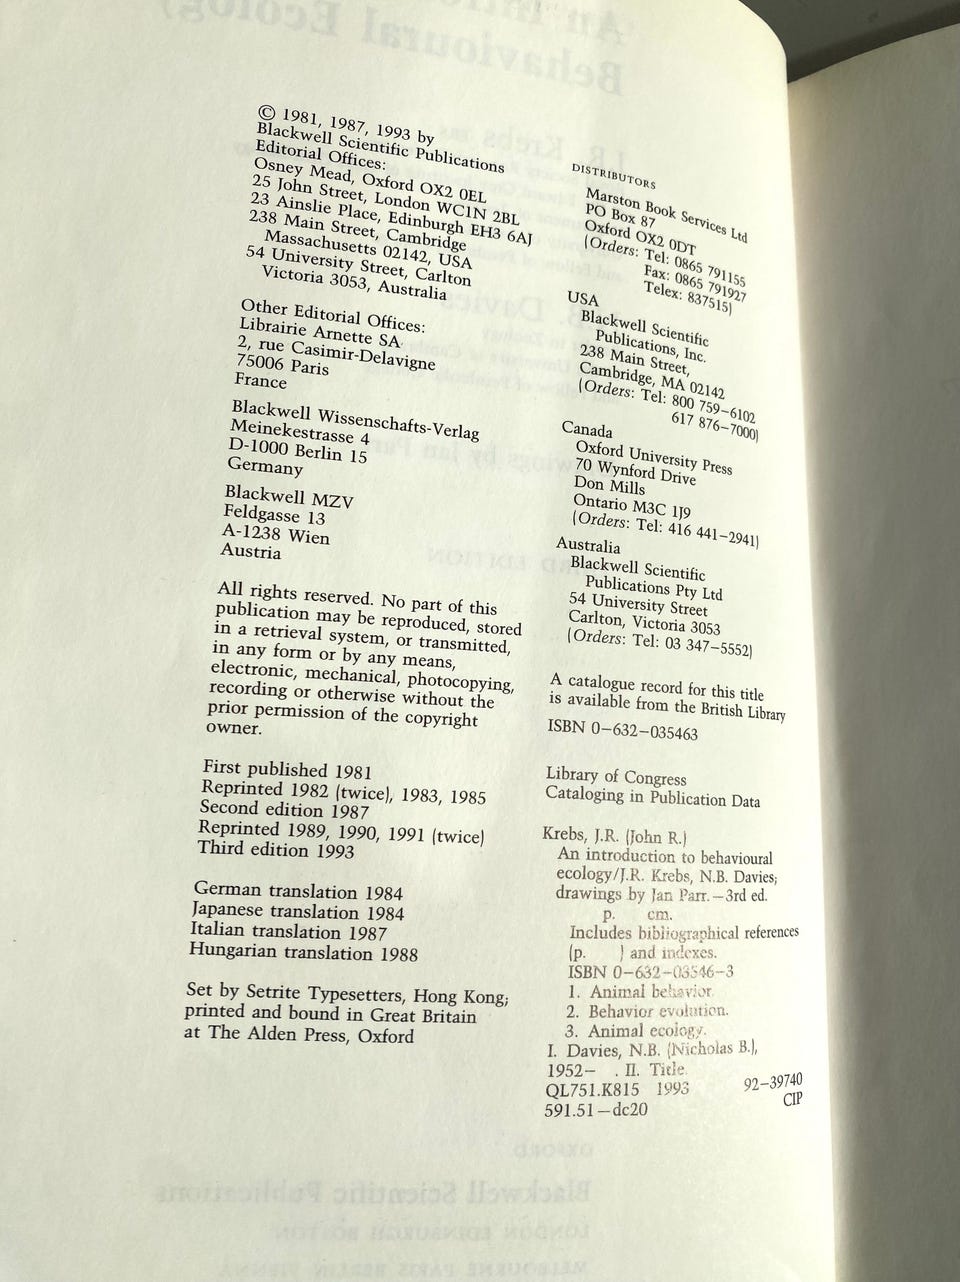 © 1981, 1987, 1993 by
Blackwell Scientific Publications
Editorial Offices:
Osney Mead, Oxford OX2 0EL
25 John Street, London WC1N 2BL
23 Ainslie Place, Edinburgh EH3 6AJ
238 Main Street, Cambridge
Massachusetts 02142, USA
54 University Street, Carlton
Victoria 3053, Australia
Other Editorial Offices:
Librairie Arnette SA
2, rue Casimir-Delavigne
75006 Paris
France
Blackwell Wissenschafts-Verlag
Meinekestrasse 4
D-1000 Berlin 15
Germany
Blackwell MZV
Feldgasse 13
A-1238 Wien
Austria
All rights reserved. No part of this
publication may be reproduced, stored
in a retrieval system, or transmitted,
in any form or by any means,
electronic, mechanical, photocopying,
recording or otherwise without the
prior permission of the copyright
owner.
First published 1981
Reprinted 1982 (twice), 1983, 1985
Second edition 1987
Reprinted 1989, 1990, 1991 (twice)
Third edition 1993
German translation 1984
Japanese translation 1984
Italian translation 1987
Hungarian translation 1988
Set by Setrite Typesetters, Hong Kong;
printed and bound in Great Britain
at The Alden Press, Oxford
DISTRIBUTORS
Marston Book Services Ltd
PO Box 87
Oxford OX2 0DT
(Orders: Tel: 0865 791155
Fax: 0865 791927
Telex: 837515)
USA
Blackwell Scientific
Publications, Inc.
238 Main Street,
Cambridge, MA 02142
(Orders: Tel: 800 759–6102
617 876–7000)
Canada
Oxford University Press
70 Wynford Drive
Don Mills
Ontario M3C 1J9
(Orders: Tel: 416 441–2941)
Australia
Blackwell Scientific
Publications Pty Ltd
54 University Street
Carlton, Victoria 3053
(Orders: Tel: 03 347–5552)
A catalogue record for this title
is available from the British Library
ISBN 0–632–035463
Library of Congress
Cataloging in Publication Data
Krebs, J.R. (John R.)
An introduction to behavioural
ecology/J.R. Krebs, N.B. Davies;
drawings by Jan Parr.—3rd ed.
p. cm.
Includes bibliographical references
(p. ) and indexes.
ISBN 0–632–03546–3
1. Animal behavior.
2. Behavior evolution.
3. Animal ecology.
I. Davies, N.B. (Nicholas B.),
1952– . II. Title.
QL751.K815 1993 92–39740
591.51—dc20 CIP